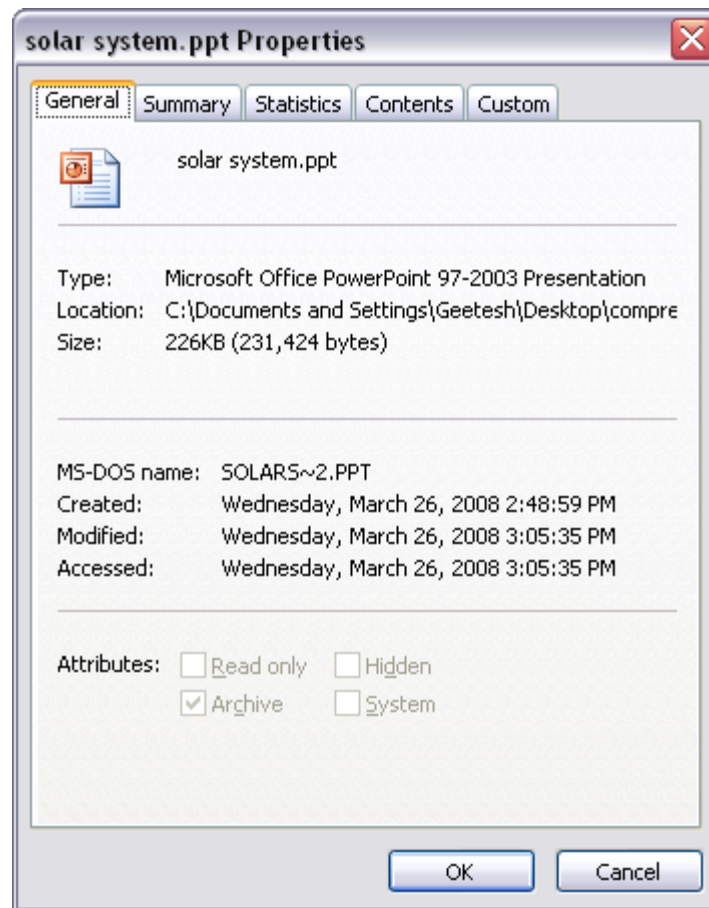 solar system.ppt Properties
General Summary Statistics Contents Custom
solar system.ppt
Type: Microsoft Office PowerPoint 97-2003 Presentation
Location: C:\Documents and Settings\Geetesh\Desktop\compre
Size: 226KB (231,424 bytes)
MS-DOS name: SOLARS~2.PPT
Created: Wednesday, March 26, 2008 2:48:59 PM
Modified: Wednesday, March 26, 2008 3:05:35 PM
Accessed: Wednesday, March 26, 2008 3:05:35 PM
Attributes: Read only Hidden
Archive System
OK Cancel